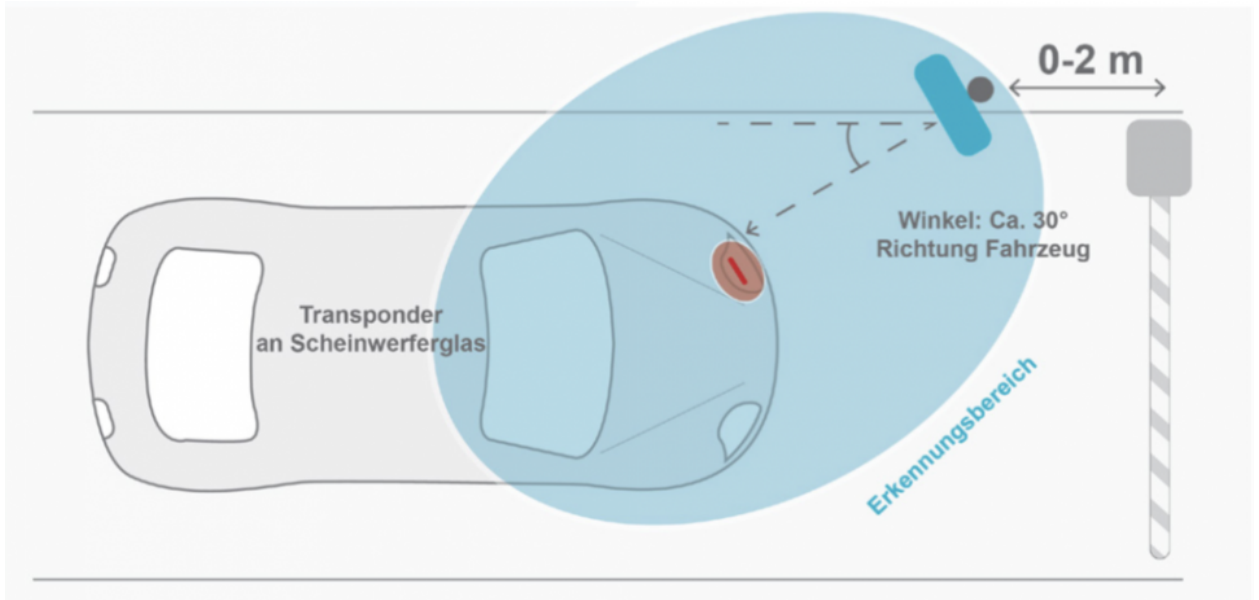 0-2 m
Winkel: Ca. 30°
Richtung Fahrzeug
Transponder
an Scheinwerferglas
Erkennungsbereich